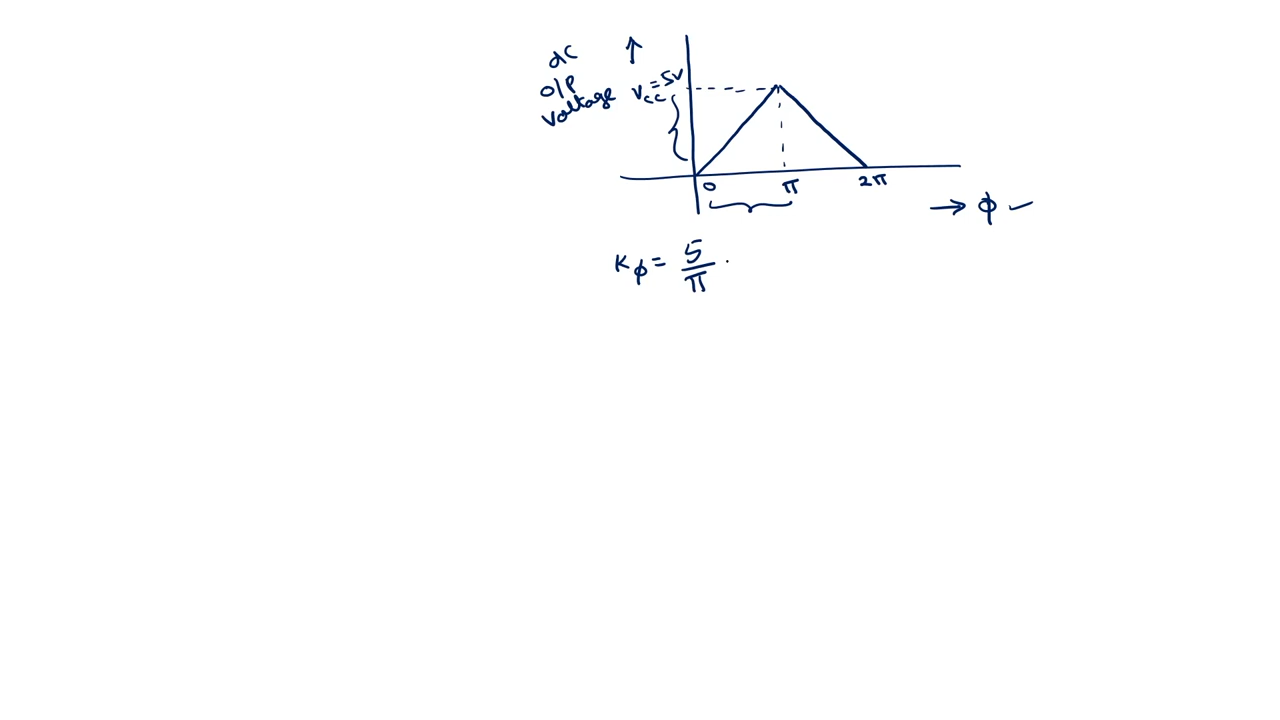 dc ↑
o/p
voltage Vcc = 5V
0 π 2π
→ ϕ ✓
Kϕ = 5/π .